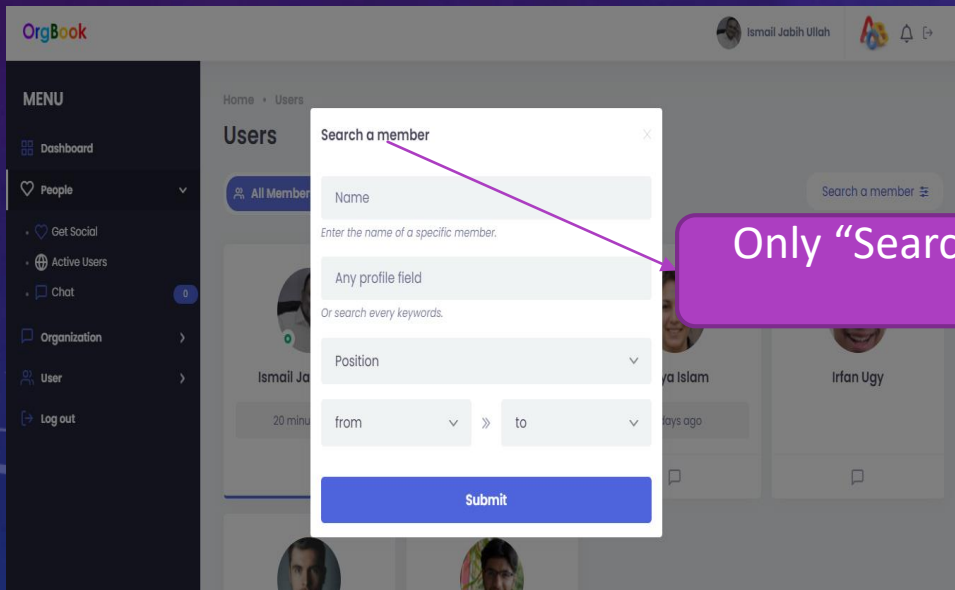 OrgBook
Ismail Jabih Ullah
MENU
Dashboard
People
Get Social
Active Users
Chat
0
Organization
User
Log out
Home • Users
Users
All Member
Search a member
Search a member
X
Name
Enter the name of a specific member.
Any profile field
Or search every keywords.
Position
from
»
to
Submit
Only “Searc
Ismail Ja
20 minu
ya Islam
days ago
Irfan Ugy